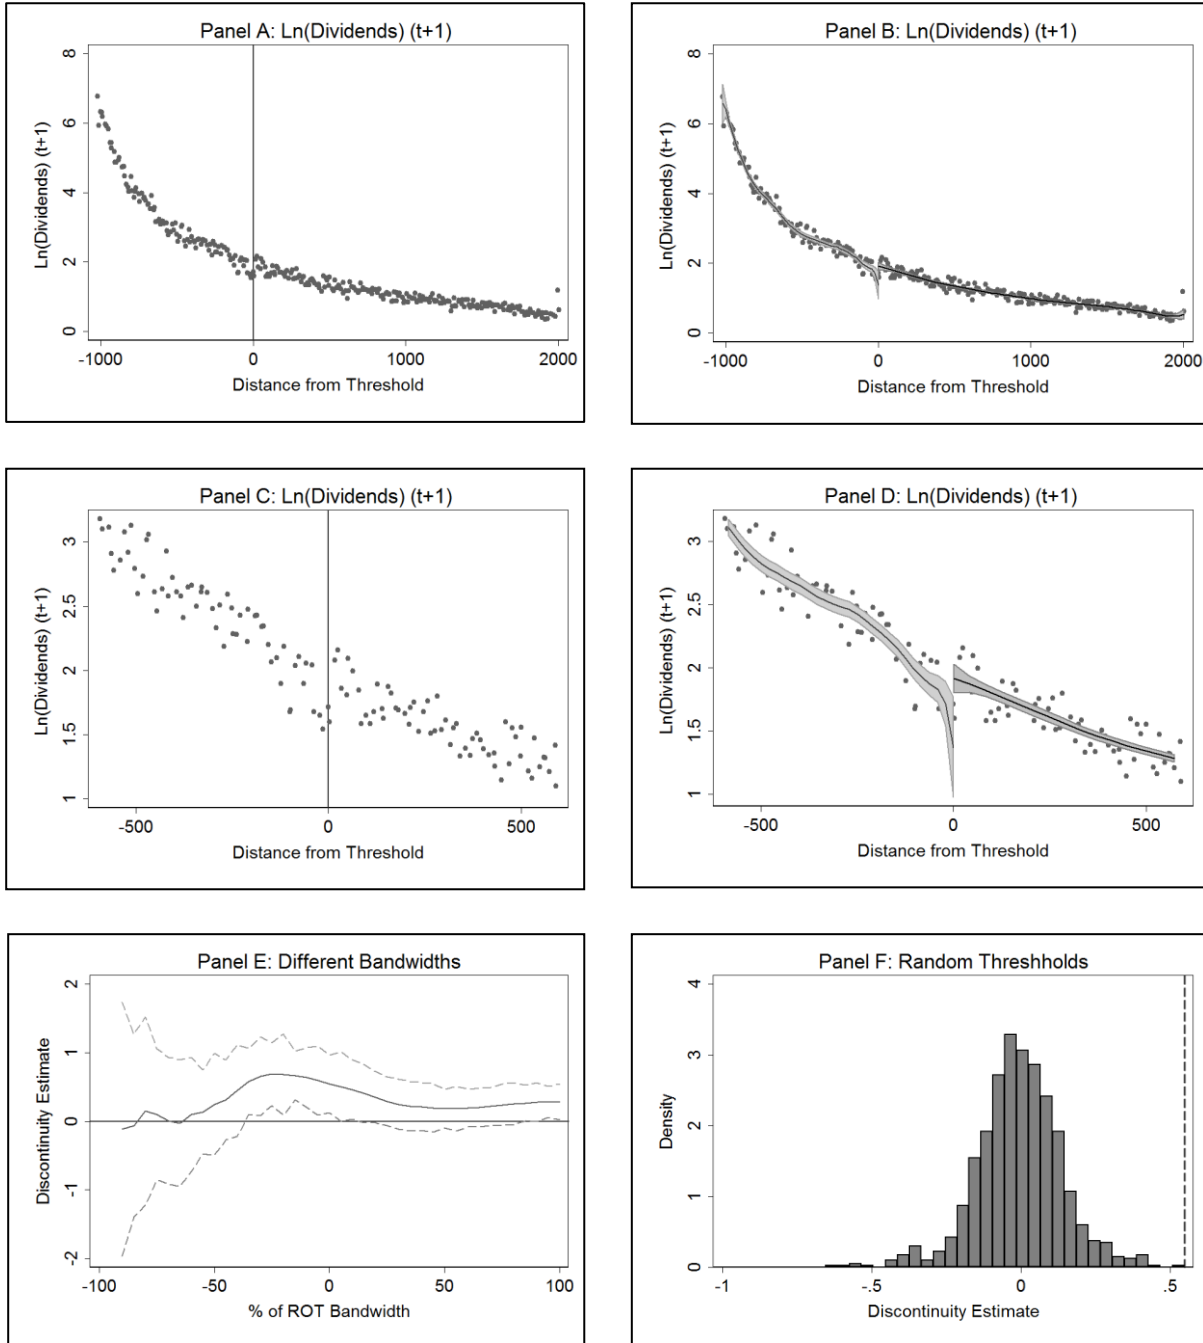 Panel A: Ln(Dividends) (t+1)
Ln(Dividends) (t+1)
8
6
4
2
0
-1000
0
1000
2000
Distance from Threshold
Panel B: Ln(Dividends) (t+1)
Ln(Dividends) (t+1)
8
6
4
2
0
-1000
0
1000
2000
Distance from Threshold
Panel C: Ln(Dividends) (t+1)
Ln(Dividends) (t+1)
3
2.5
2
1.5
1
-500
0
500
Distance from Threshold
Panel D: Ln(Dividends) (t+1)
Ln(Dividends) (t+1)
3
2.5
2
1.5
1
-500
0
500
Distance from Threshold
Panel E: Different Bandwidths
Discontinuity Estimate
2
1
0
-1
-2
-100
-50
0
50
100
% of ROT Bandwidth
Panel F: Random Threshholds
Density
4
3
2
1
0
-1
-.5
0
.5
Discontinuity Estimate